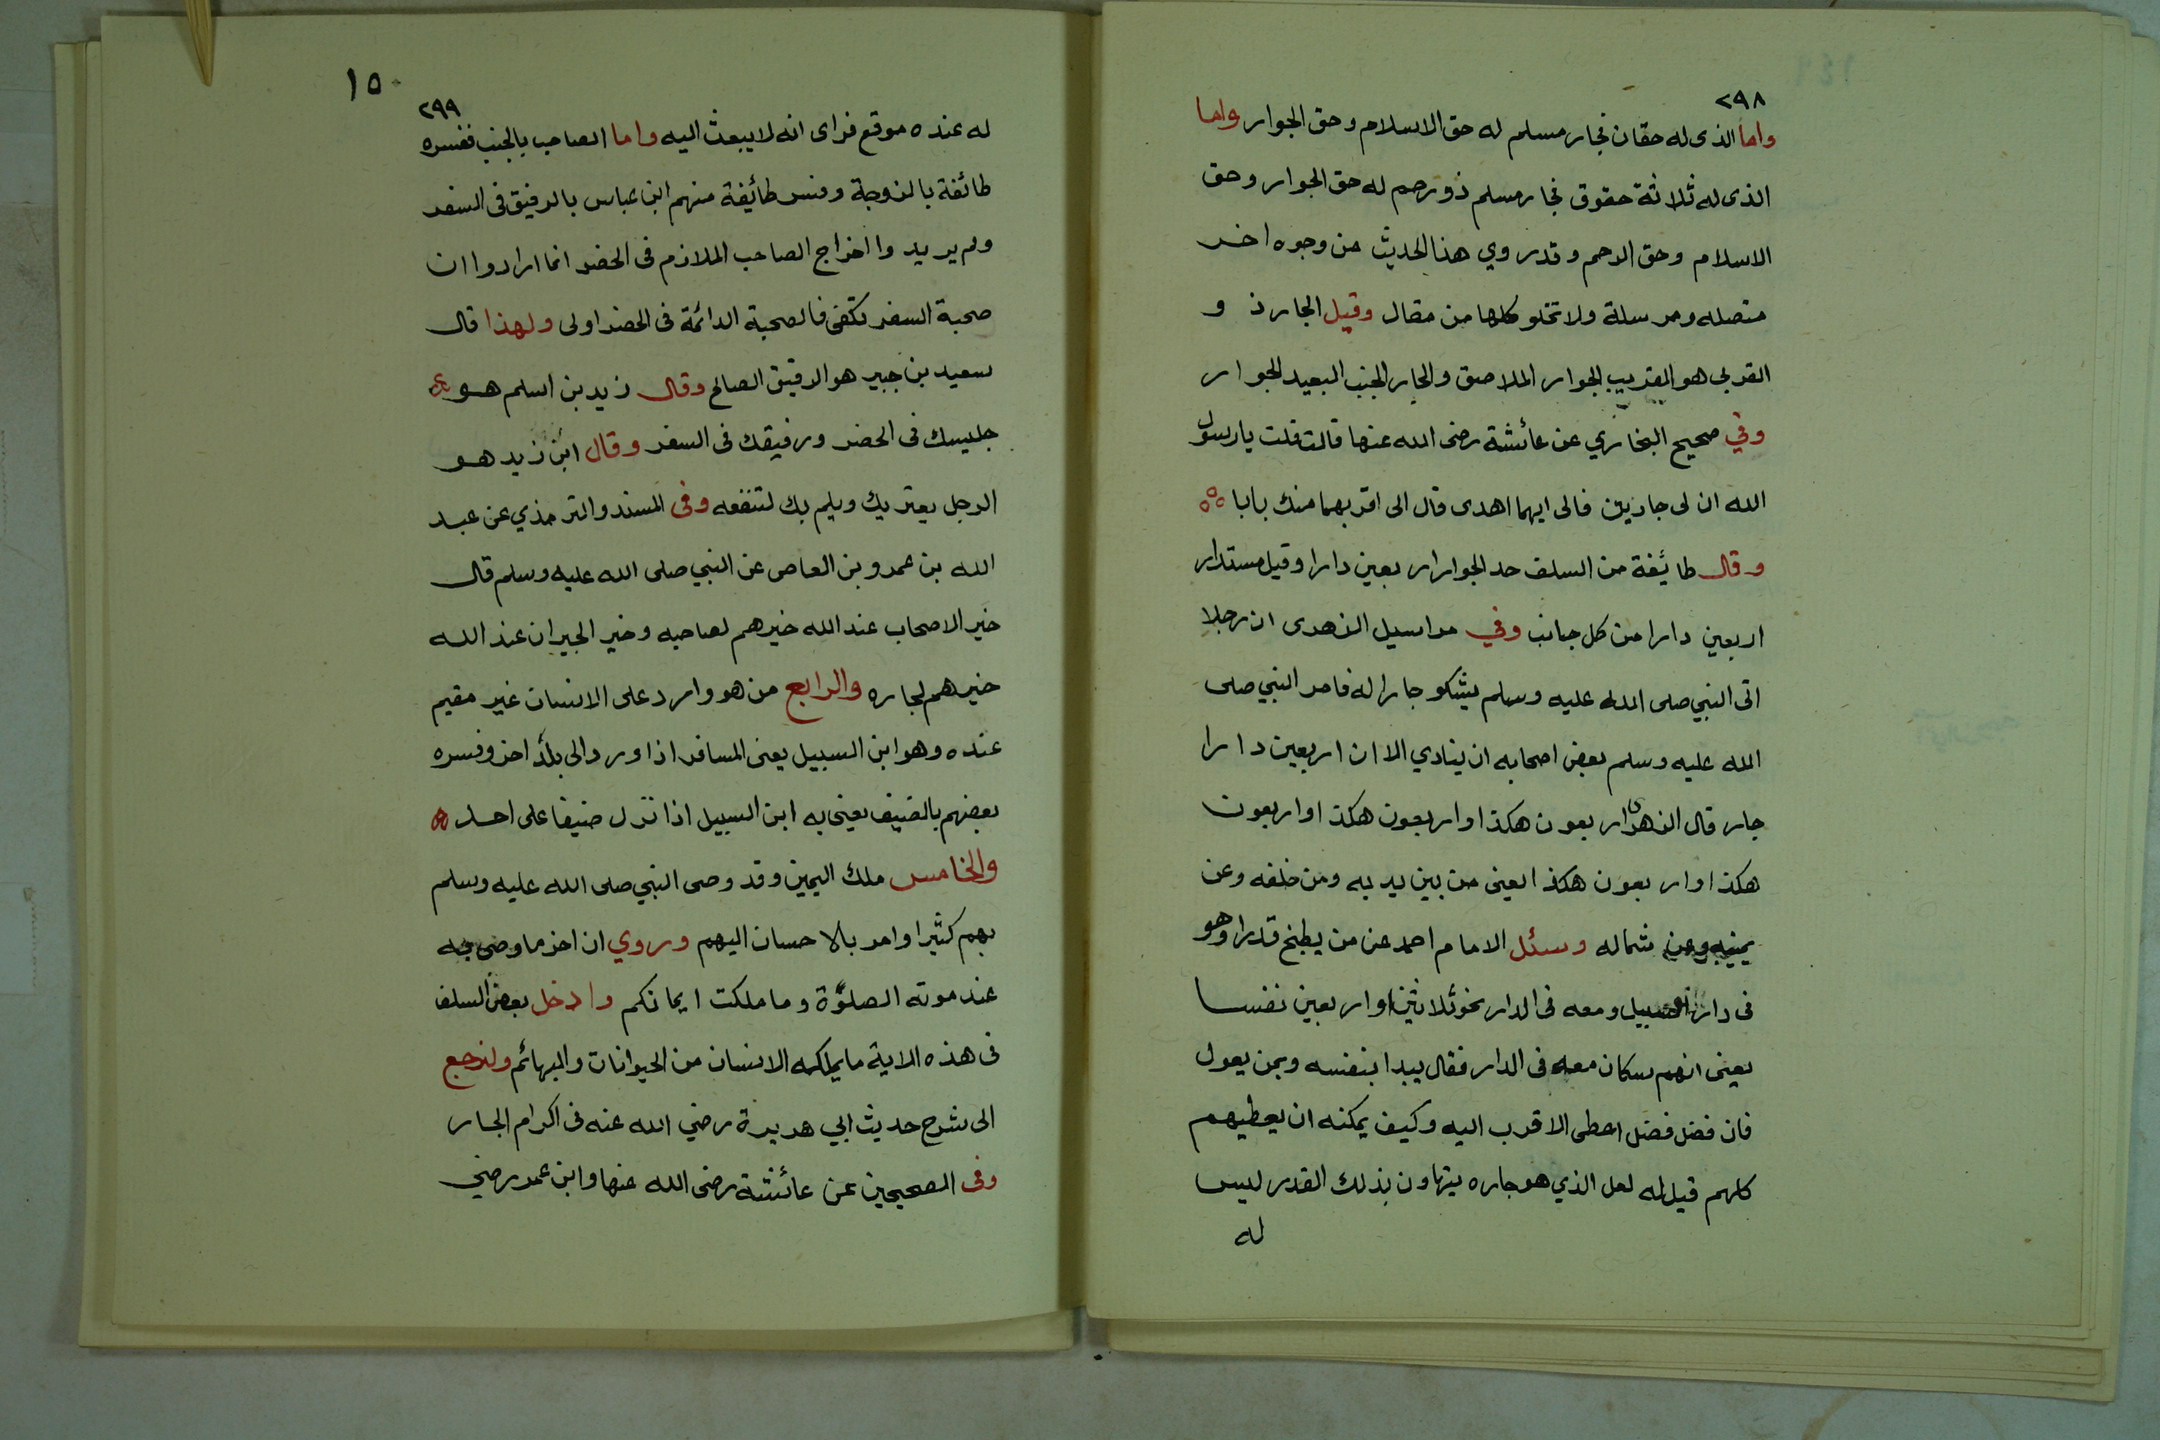 ٢٩٨
واما الذى له حقان فجار مسلم له حق الاسلام وحق الجوار واما
الذى له ثلاثة حقوق فجار مسلم ذو رحم له حق الجوار وحق
الاسلام وحق الرحم وقد روي هذا الحديث من وجوه اخر
متصله ومرسلة ولا تخلو كلها من مقال وقيل الجار ذ و
القربى هو القريب الجوار الملاصق والجار الجنب البعيد الجوار
وفي صحيح البخاري عن عائشة رضى الله عنها قالت قلت يا رسول
الله ان لى جارين فالى ايهما اهدى قال الى اقربهما منك بابا
وقال طائفة من السلف حد الجوار اربعين دارا وقيل مستدار
اربعين دارا من كل جانب وفي مراسيل الزهرى ان رجلا
اتى النبي صلى الله عليه وسلم يشكو جارا له فامر النبي صلى
الله عليه وسلم بعض اصحابه ان ينادي الا ان اربعين دارا
جار قال الزهرى اربعون هكذا واربعون هكذا واربعون
هكذا واربعون هكذا يعنى من بين يديه ومن خلفه وعن
يمينه وعن شماله وسئل الامام احمد عن من يطبخ قدرا وهو
فى دار السبيل ومعه فى الدار نحو ثلاثين او اربعين نفسا
يعنى انهم سكان معه فى الدار فقال يبدا بنفسه وبمن يعول
فان فضل فضل اعطى الاقرب اليه وكيف يمكنه ان يعطيهم
كلهم قيل له لعل الذي هو جاره يتهاون بذلك القدر ليس
له
١٥٠
٢٩٩
له عنده موقع فراى انه لا يبعث اليه واما الصاحب بالجنب ففسره
طائفة بالزوجة وفسر طائفة منهم ابن عباس بالرفيق فى السفر
ولم يريدوا اخراج الصاحب الملازم فى الحضر انما ارادوا ان
صحبة السفر تكفى فالصحبة الدائمة فى الحضر اولى ولهذا قال
سعيد بن جبير هو الرفيق الصالح وقال زيد بن اسلم هو
جليسك فى الحضر ورفيقك فى السفر وقال ابن زيد هو
الرجل يعتريك ويلم بك لتنفعه وفى المسند والترمذي عن عبد
الله بن عمرو بن العاص عن النبي صلى الله عليه وسلم قال
خير الاصحاب عند الله خيرهم لصاحبه وخير الجيران عند الله
خيرهم لجاره والرابع من هو وارد على الانسان غير مقيم
عنده وهو ابن السبيل يعنى المسافر اذا ورد الى بلد اخر وفسره
بعضهم بالضيف يعنى به ابن السبيل اذا نزل ضيفا على احد
والخامس ملك اليمين وقد وصى النبي صلى الله عليه وسلم
بهم كثيرا وامر بالاحسان اليهم وروي ان اخر ما وصى به
عند موته الصلوة وما ملكت ايمانكم وادخل بعض السلف
فى هذه الاية ما يملكه الانسان من الحيوانات والبهائم ولنرجع
الى شرح حديث ابي هريرة رضي الله عنه فى اكرام الجار
وفى الصحيحين عن عائشة رضى الله عنها وابن عمر رضي